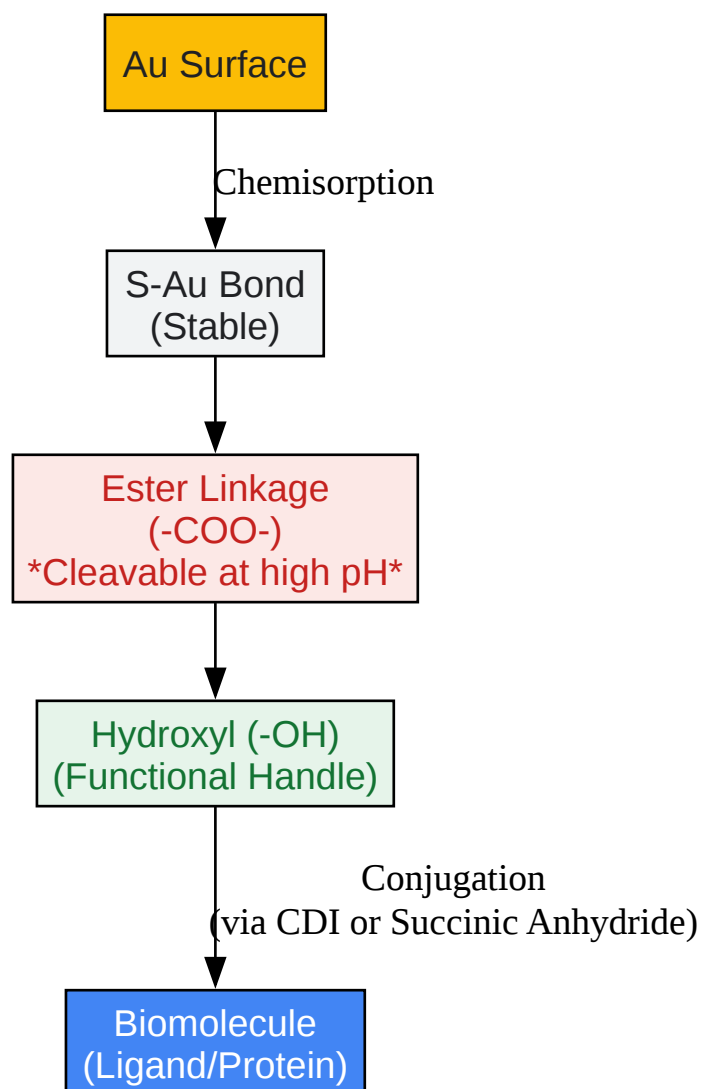 Au Surface
Chemisorption
S-Au Bond
(Stable)
Ester Linkage
(-COO-)
*Cleavable at high pH*
Hydroxyl (-OH)
(Functional Handle)
Conjugation
(via CDI or Succinic Anhydride)
Biomolecule
(Ligand/Protein)